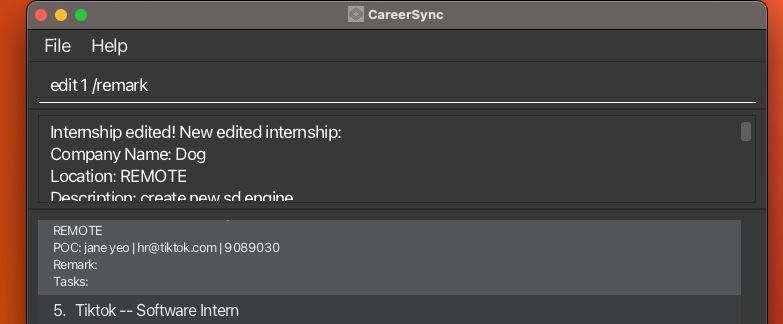 CareerSync
File Help
edit 1 /remark
Internship edited! New edited internship:
Company Name: Dog
Location: REMOTE
Description: create new sd engine
REMOTE
POC: jane yeo | hr@tiktok.com | 9089030
Remark:
Tasks:
5. Tiktok -- Software Intern